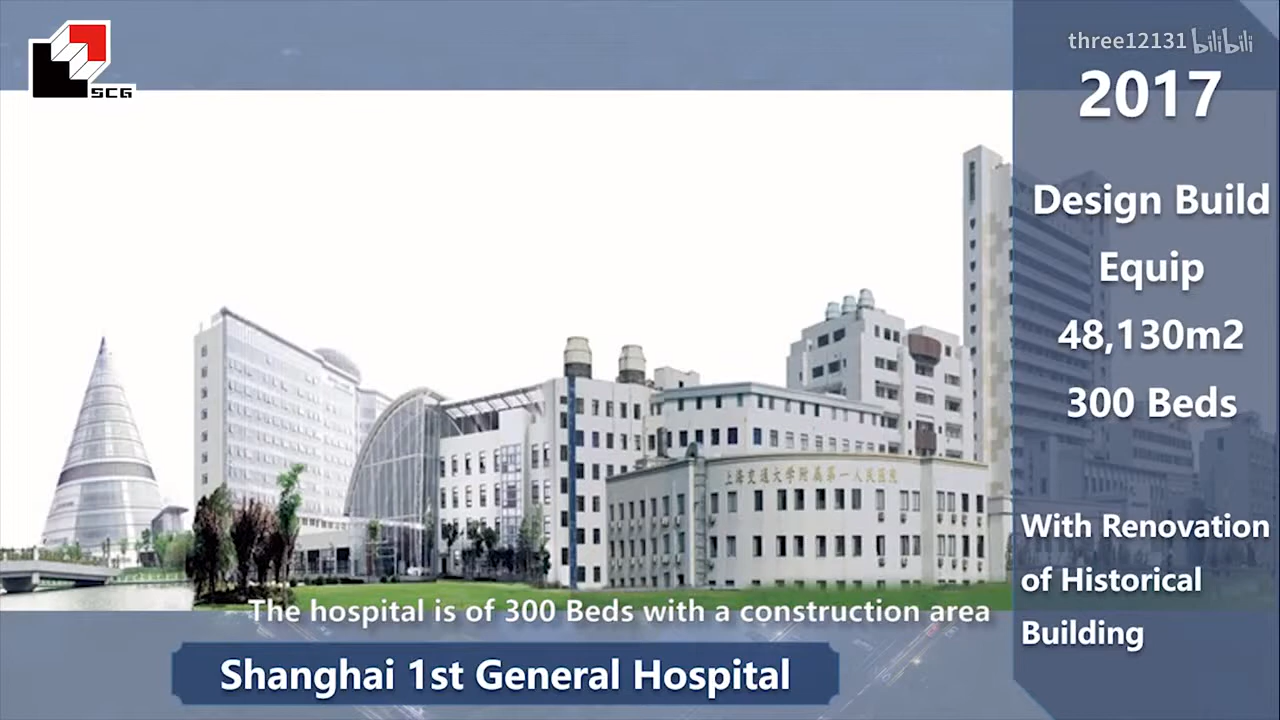 SCG
three12131 bilibili
2017
Design Build
Equip
48,130m2
300 Beds
With Renovation
of Historical
Building
上海交通大学附属第一人民医院
The hospital is of 300 Beds with a construction area
Shanghai 1st General Hospital